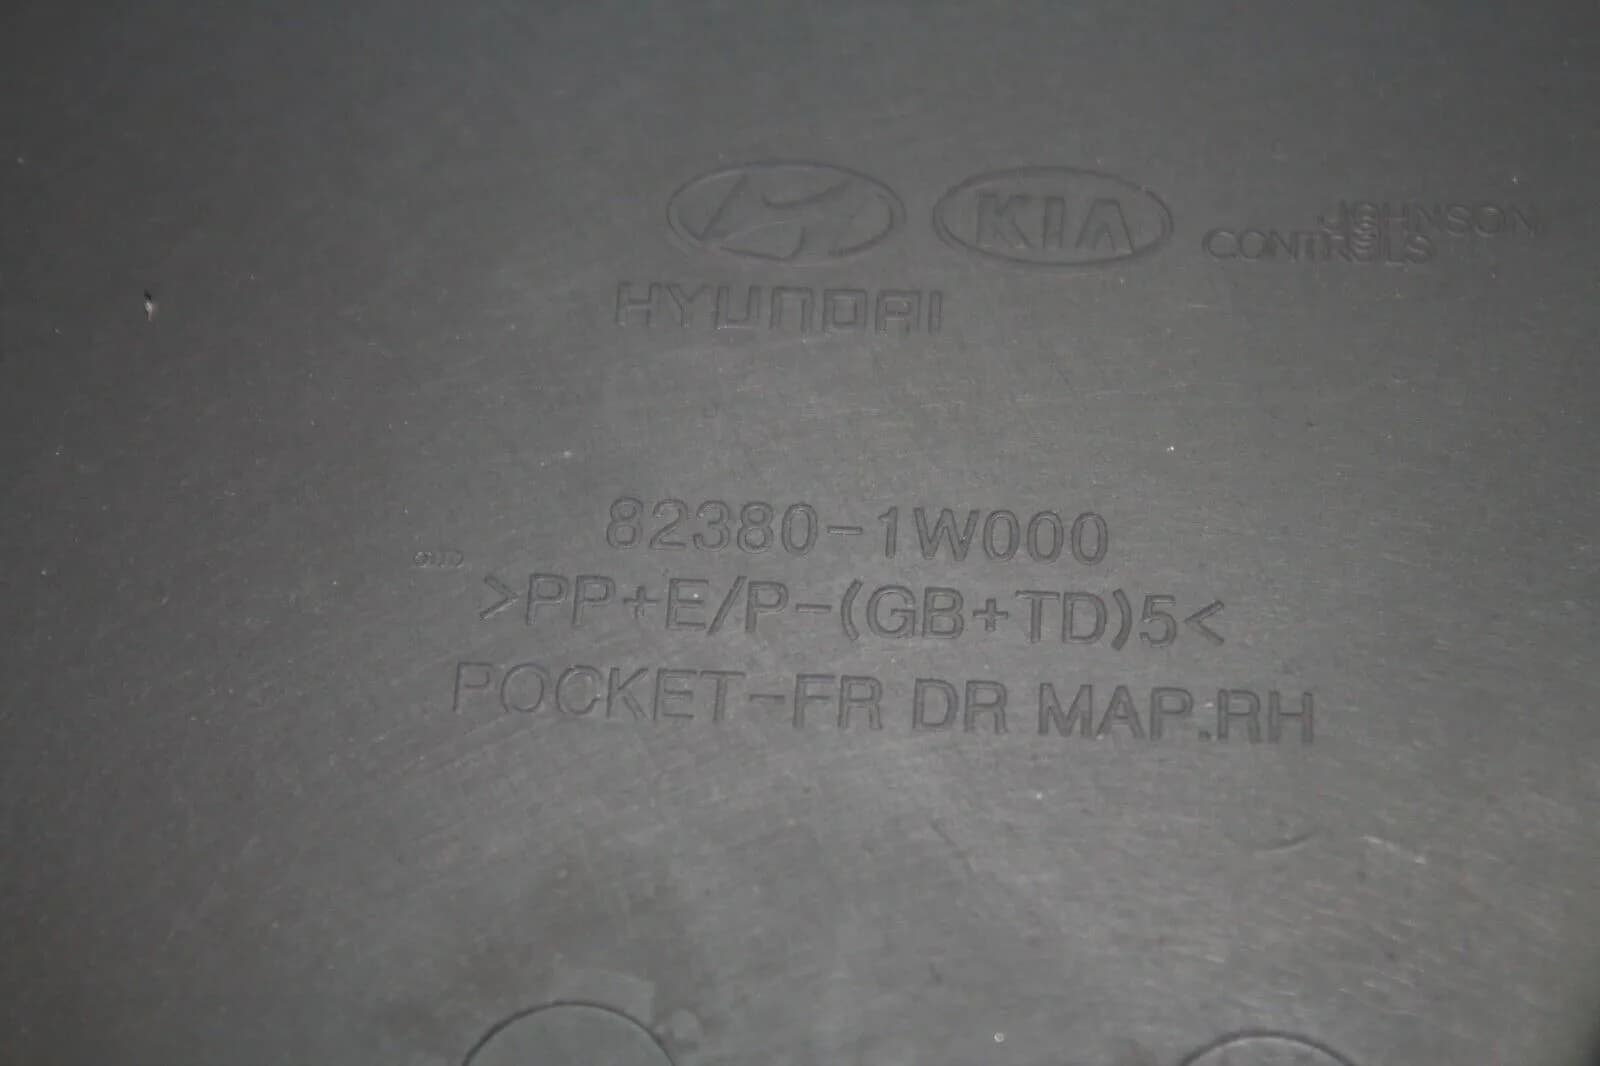 KIA
JOHNSON
CONTROLS
HYUNDAI
82380-1W000
>PP+E/P-(GB+TD)5<
POCKET-FR DR MAP.RH